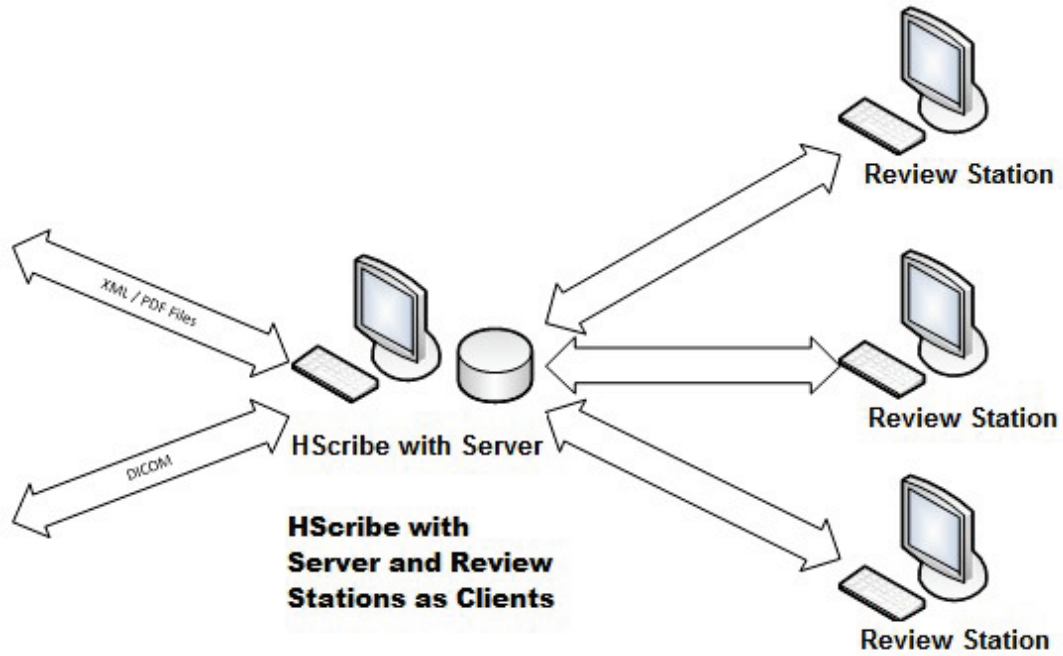 Review Station
XML / PDF Files
HScribe with Server
Review Station
DICOM
HScribe with
Server and Review
Stations as Clients
Review Station